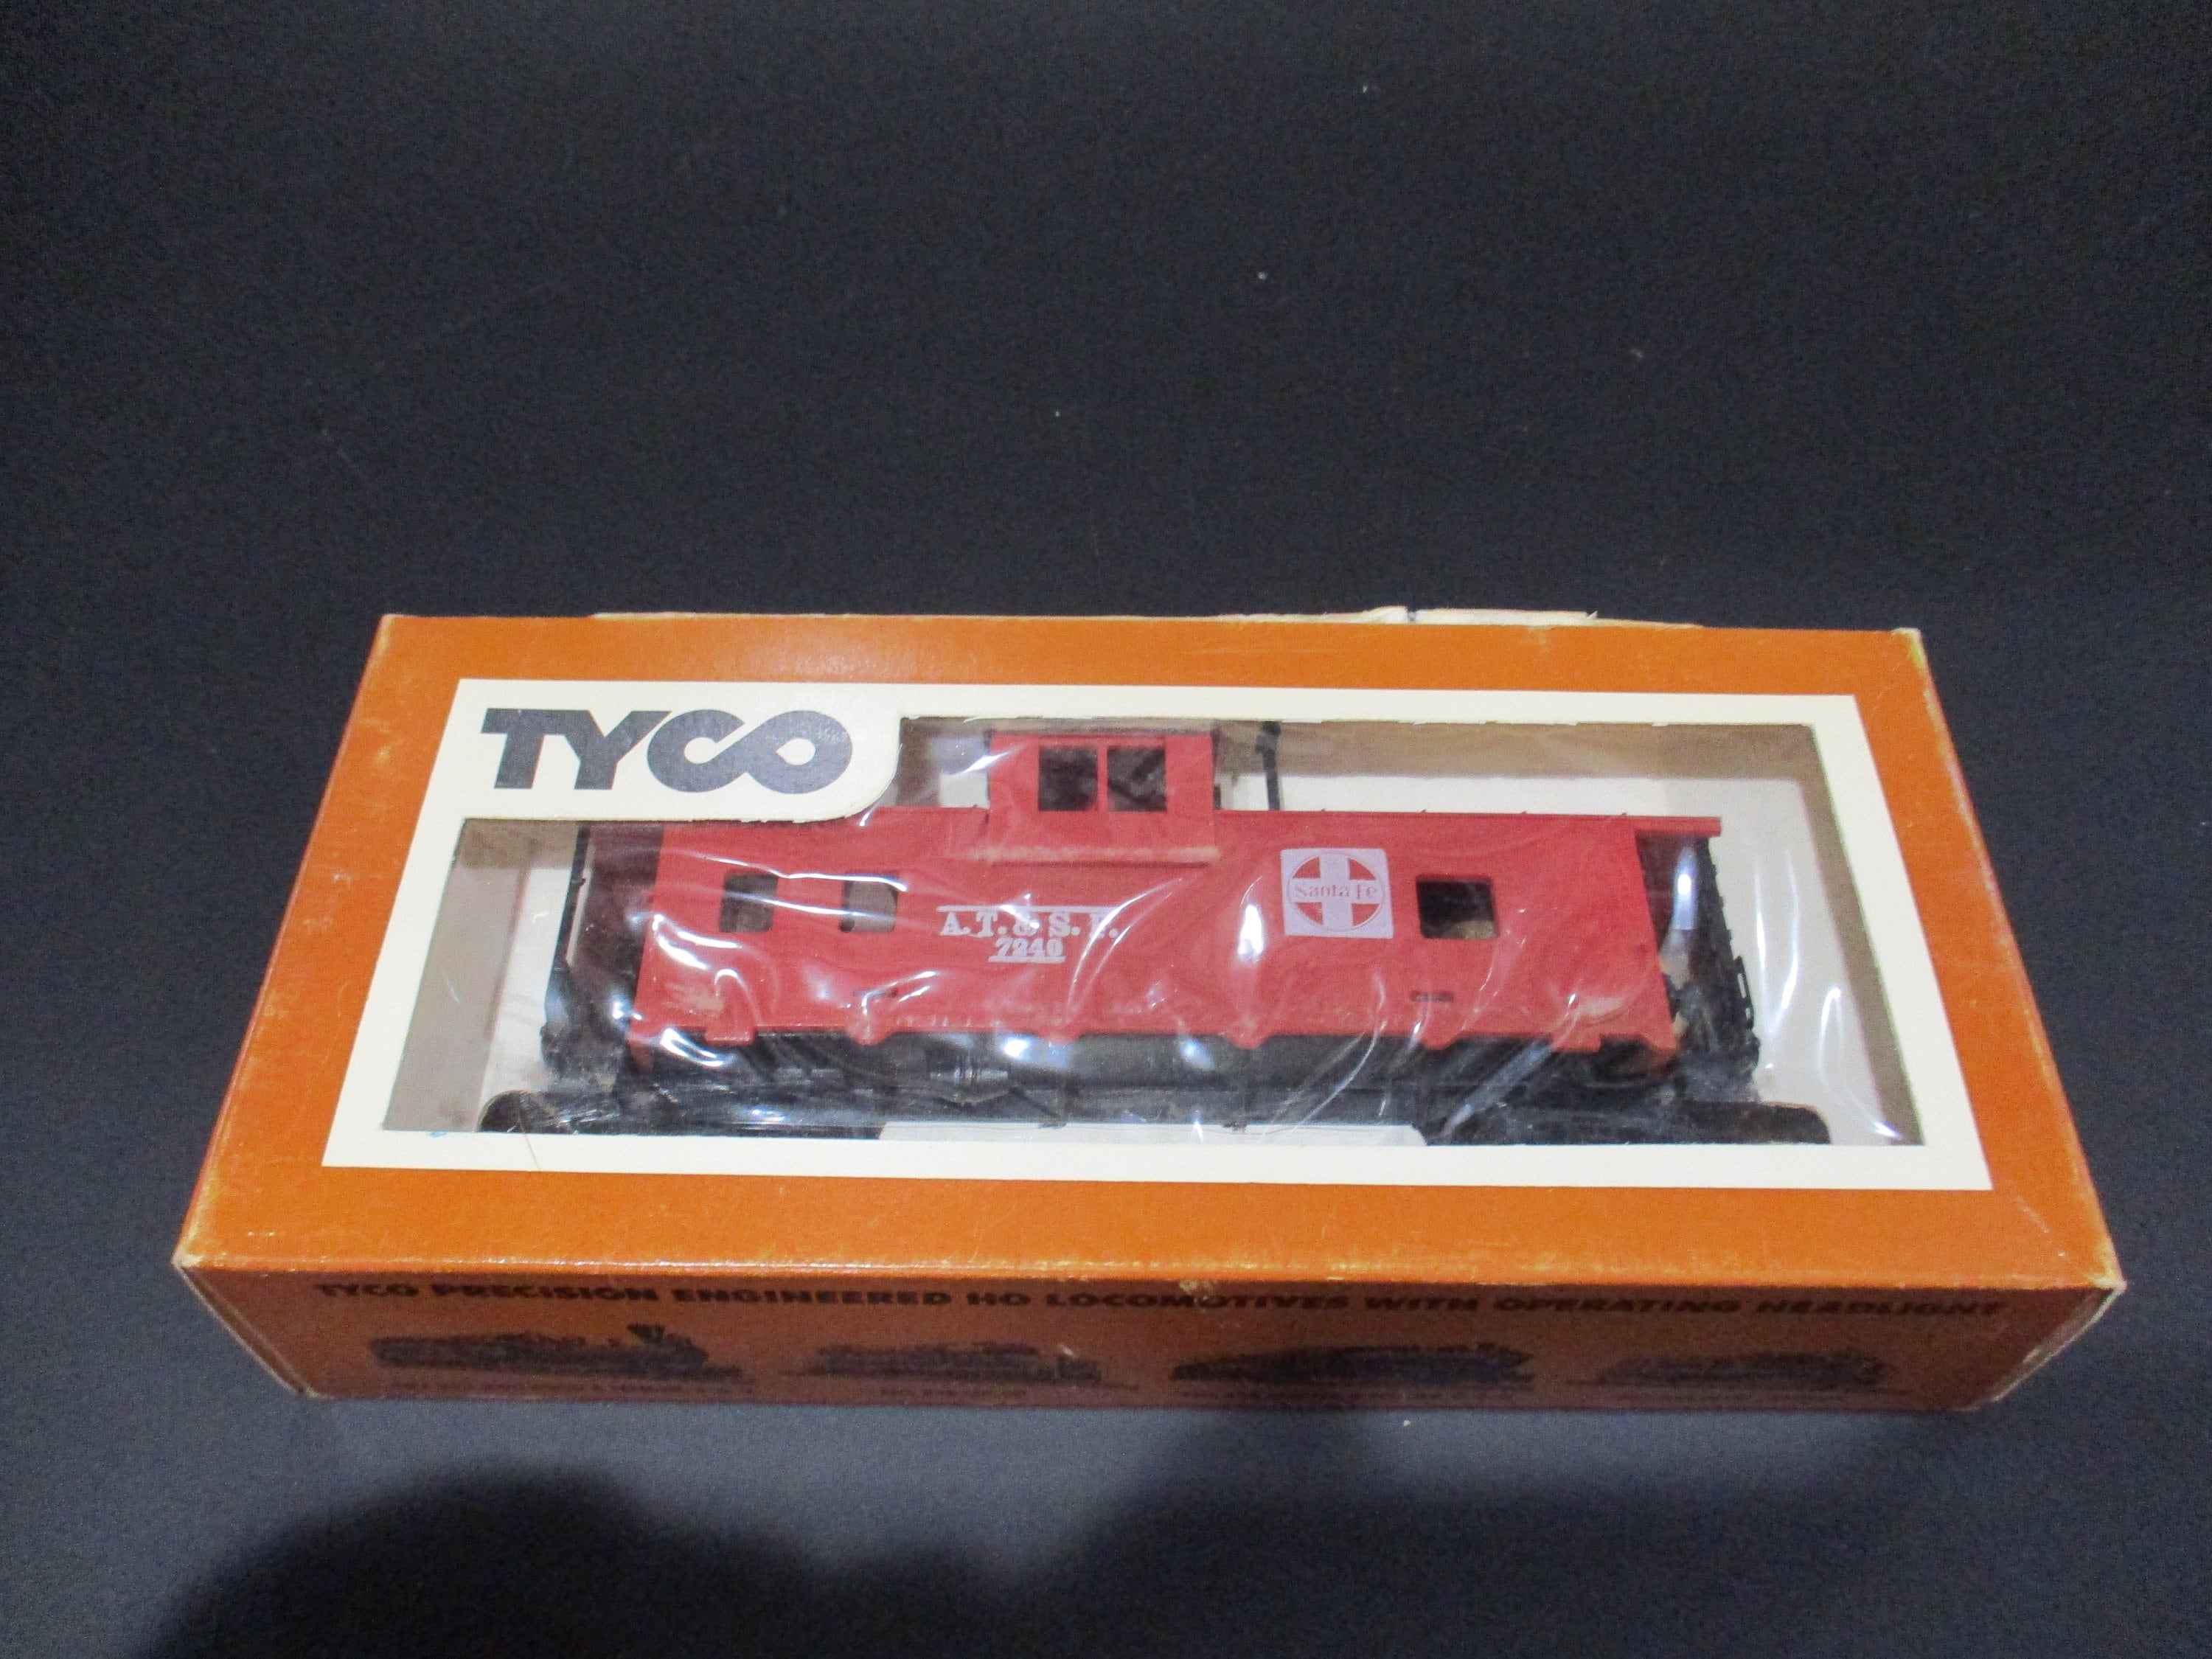 TYCO
A. T. & S. F.
7240
Santa Fe
TYCO PRECISION ENGINEERED HO LOCOMOTIVES WITH OPERATING HEADLIGHT